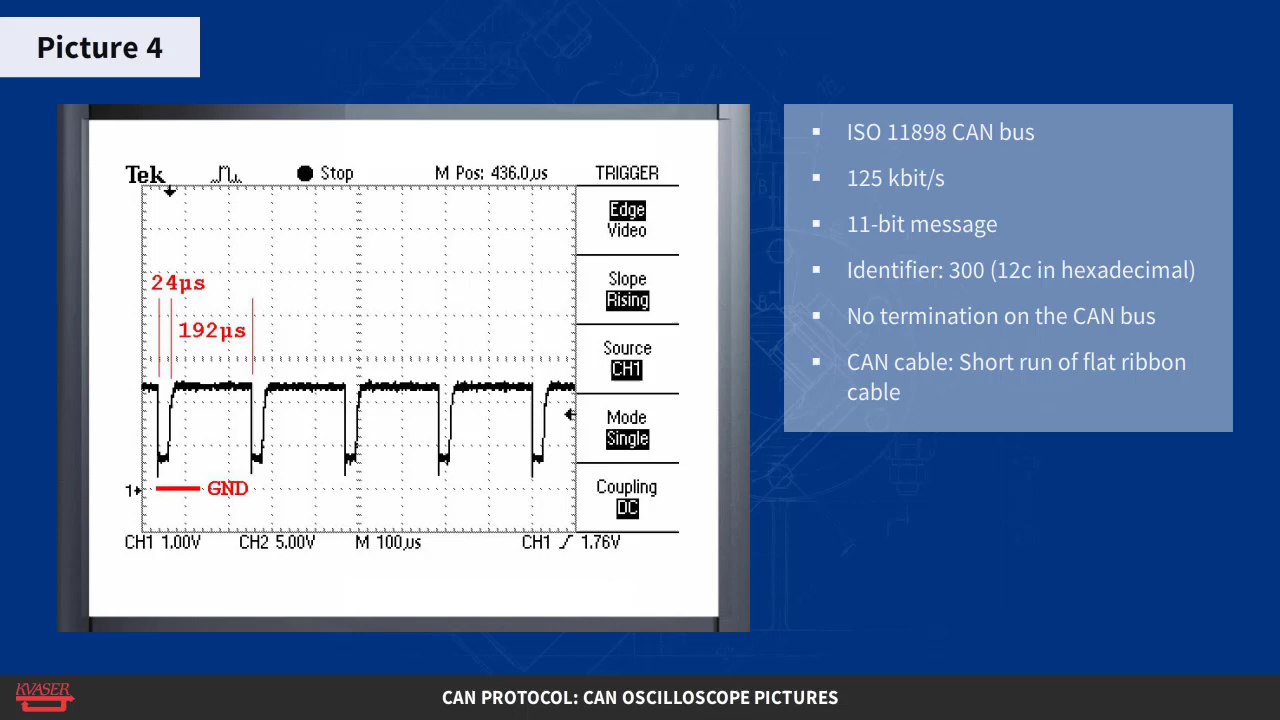 Picture 4
Tek
Stop
M Pos: 436.0µs
TRIGGER
Edge
Video
Slope
Rising
Source
CH1
Mode
Single
Coupling
DC
24µs
192µs
1
GND
CH1 1.00V
CH2 5.00V
M 100µs
CH1
1.76V
ISO 11898 CAN bus
125 kbit/s
11-bit message
Identifier: 300 (12c in hexadecimal)
No termination on the CAN bus
CAN cable: Short run of flat ribbon
cable
KVASER
CAN PROTOCOL: CAN OSCILLOSCOPE PICTURES